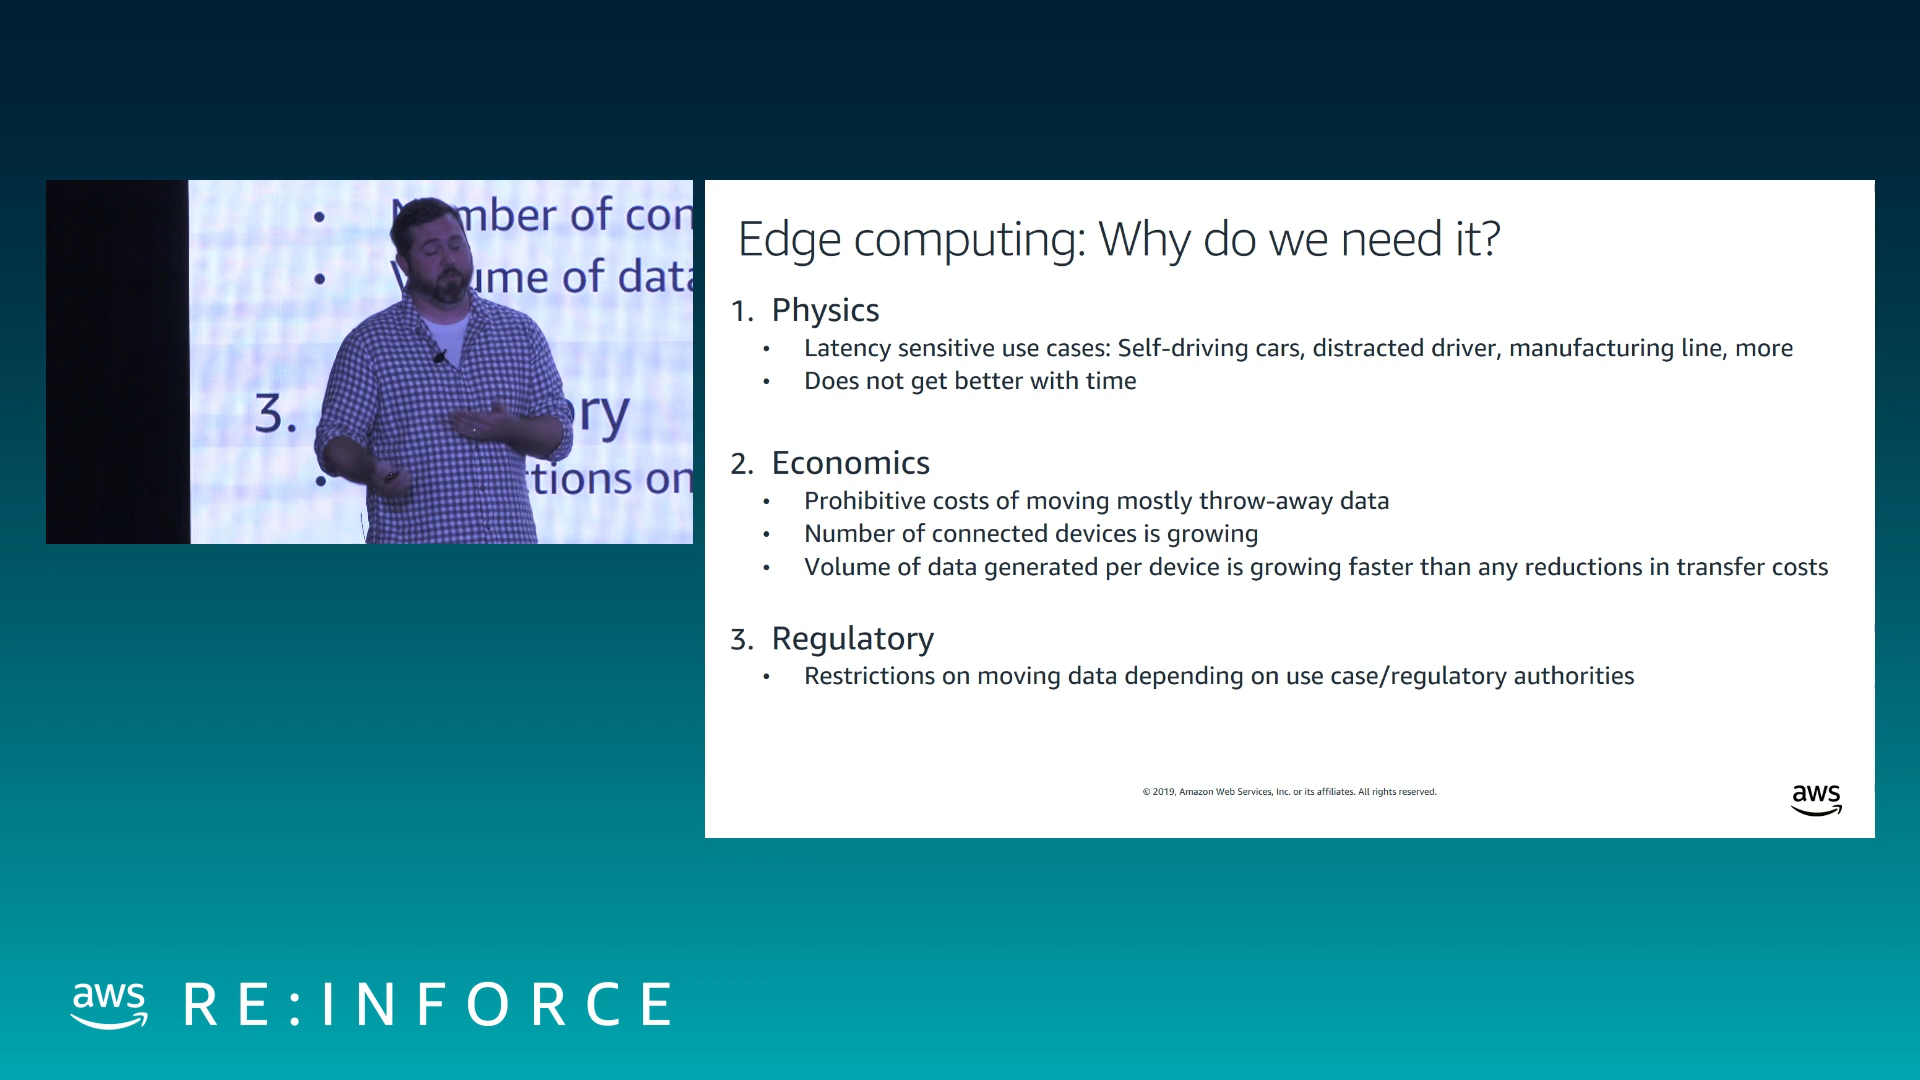 Number of con
Volume of data
3.
ry
tions on
Edge computing: Why do we need it?
1. Physics
• Latency sensitive use cases: Self-driving cars, distracted driver, manufacturing line, more
• Does not get better with time
2. Economics
• Prohibitive costs of moving mostly throw-away data
• Number of connected devices is growing
• Volume of data generated per device is growing faster than any reductions in transfer costs
3. Regulatory
• Restrictions on moving data depending on use case/regulatory authorities
© 2019, Amazon Web Services, Inc. or its affiliates. All rights reserved.
aws
aws RE:INFORCE